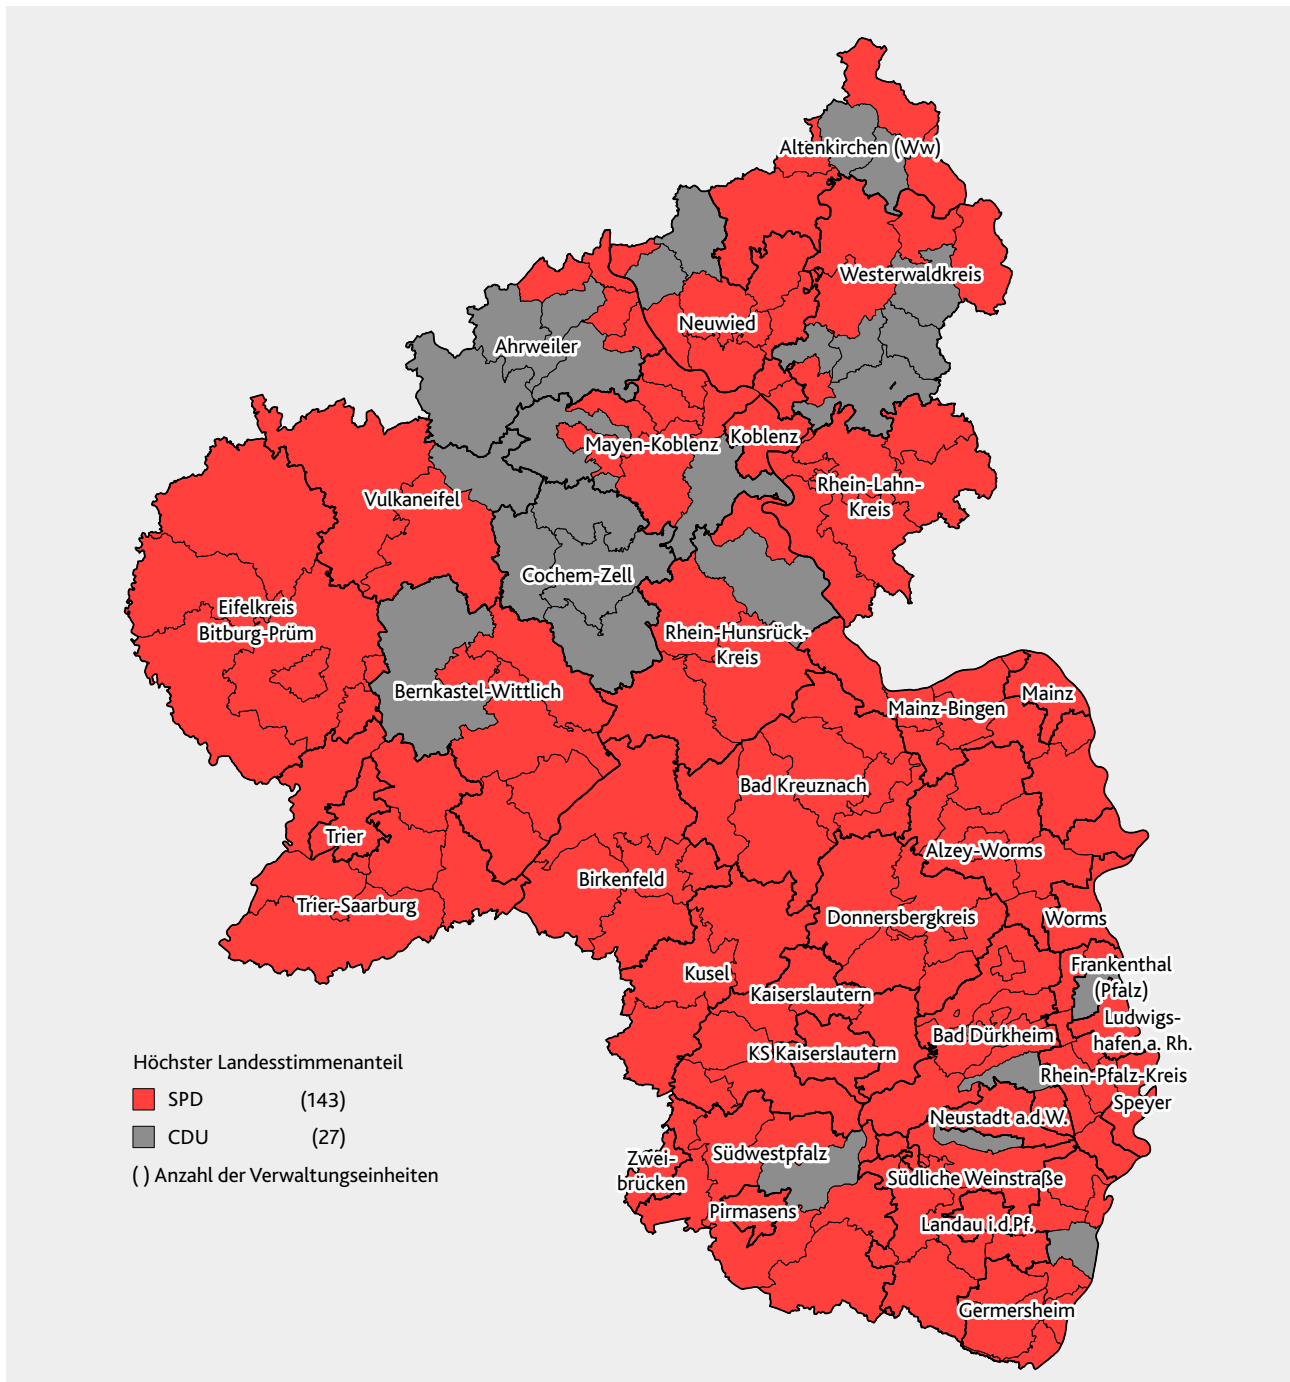 Altenkirchen (Ww)
Westerwaldkreis
Neuwied
Ahrweiler
Mayen-Koblenz
Koblenz
Rhein-Lahn-
Kreis
Vulkaneifel
Cochem-Zell
Eifelkreis
Bitburg-Prüm
Rhein-Hunsrück-
Kreis
Bernkastel-Wittlich
Mainz-Bingen
Mainz
Bad Kreuznach
Trier
Alzey-Worms
Birkenfeld
Trier-Saarburg
Donnersbergkreis
Worms
Kusel
Frankenthal
(Pfalz)
Kaiserslautern
Ludwigs-
hafen a. Rh.
Bad Dürkheim
KS Kaiserslautern
Rhein-Pfalz-Kreis
Speyer
Neustadt a.d.W.
Südwestpfalz
Zwei-
brücken
Südliche Weinstraße
Pirmasens
Landau i.d.Pf.
Germersheim
Höchster Landesstimmenanteil
SPD (143)
CDU (27)
( ) Anzahl der Verwaltungseinheiten